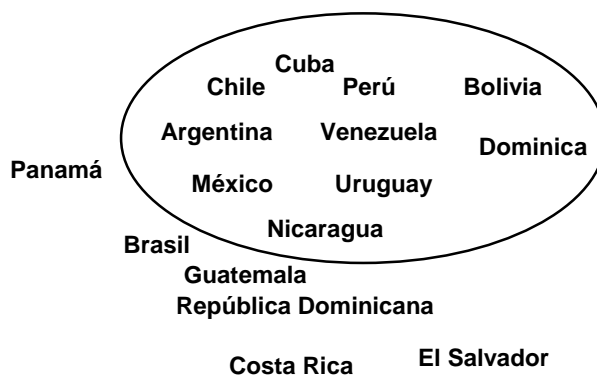 Cuba
Chile Perú Bolivia
Argentina Venezuela
Dominica
Panamá
México Uruguay
Nicaragua
Brasil
Guatemala
República Dominicana
El Salvador
Costa Rica